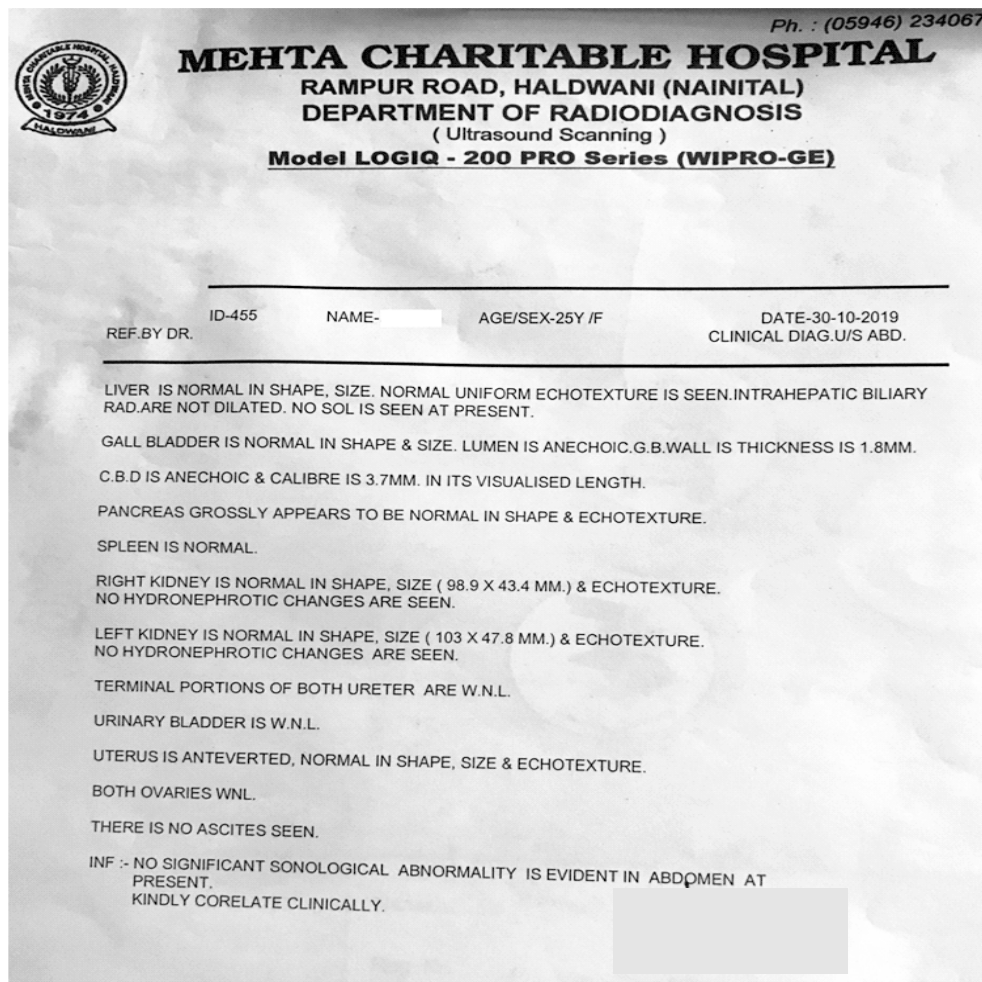 Ph. : (05946) 234067
MEHTA CHARITABLE HOSPITAL
RAMPUR ROAD, HALDWANI (NAINITAL)
DEPARTMENT OF RADIODIAGNOSIS
( Ultrasound Scanning )
Model LOGIQ - 200 PRO Series (WIPRO-GE)
MEHTA CHARITABLE HOSPITAL, HALDWANI
1974
HALDWANI
ID-455 NAME- AGE/SEX-25Y /F DATE-30-10-2019
REF.BY DR. CLINICAL DIAG.U/S ABD.
LIVER IS NORMAL IN SHAPE, SIZE. NORMAL UNIFORM ECHOTEXTURE IS SEEN.INTRAHEPATIC BILIARY
RAD.ARE NOT DILATED. NO SOL IS SEEN AT PRESENT.
GALL BLADDER IS NORMAL IN SHAPE & SIZE. LUMEN IS ANECHOIC.G.B.WALL IS THICKNESS IS 1.8MM.
C.B.D IS ANECHOIC & CALIBRE IS 3.7MM. IN ITS VISUALISED LENGTH.
PANCREAS GROSSLY APPEARS TO BE NORMAL IN SHAPE & ECHOTEXTURE.
SPLEEN IS NORMAL.
RIGHT KIDNEY IS NORMAL IN SHAPE, SIZE ( 98.9 X 43.4 MM.) & ECHOTEXTURE.
NO HYDRONEPHROTIC CHANGES ARE SEEN.
LEFT KIDNEY IS NORMAL IN SHAPE, SIZE ( 103 X 47.8 MM.) & ECHOTEXTURE.
NO HYDRONEPHROTIC CHANGES ARE SEEN.
TERMINAL PORTIONS OF BOTH URETER ARE W.N.L.
URINARY BLADDER IS W.N.L.
UTERUS IS ANTEVERTED, NORMAL IN SHAPE, SIZE & ECHOTEXTURE.
BOTH OVARIES WNL.
THERE IS NO ASCITES SEEN.
INF :- NO SIGNIFICANT SONOLOGICAL ABNORMALITY IS EVIDENT IN ABDOMEN AT
PRESENT.
KINDLY CORELATE CLINICALLY.